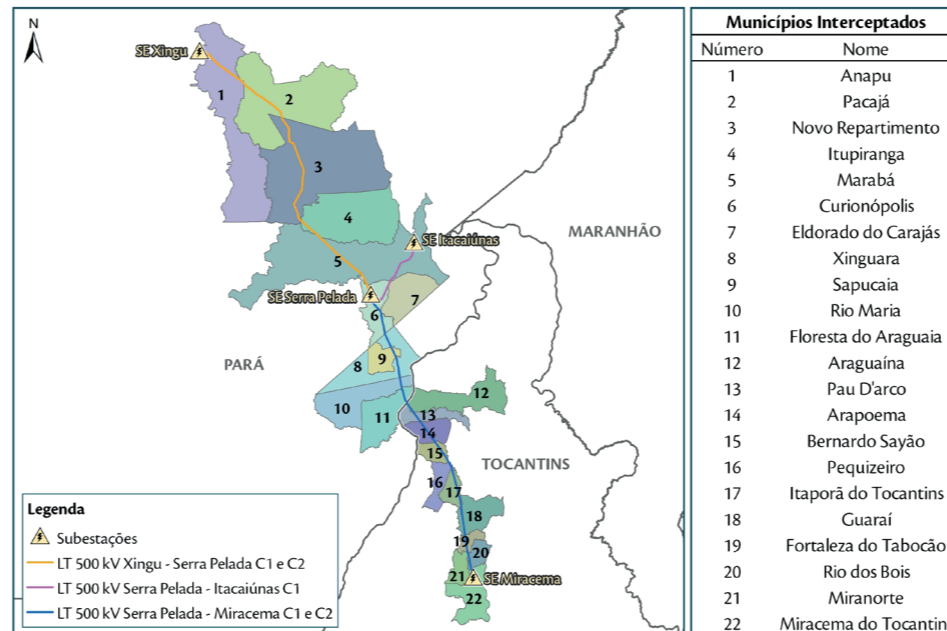 N
SE Xingu
1
2
3
4
SE Itacaiúnas
MARANHÃO
5
SE Serra Pelada
7
6
PARÁ
9
8
12
10
11
13
14
15
TOCANTINS
16
17
18
19
20
21
SE Miracema
22
Legenda
Subestações
LT 500 kV Xingu - Serra Pelada C1 e C2
LT 500 kV Serra Pelada - Itacaiúnas C1
LT 500 kV Serra Pelada - Miracema C1 e C2
Municípios Interceptados
Número Nome
1 Anapu
2 Pacajá
3 Novo Repartimento
4 Itupiranga
5 Marabá
6 Curionópolis
7 Eldorado do Carajás
8 Xinguara
9 Sapucaia
10 Rio Maria
11 Floresta do Araguaia
12 Araguaína
13 Pau D'arco
14 Arapoema
15 Bernardo Sayão
16 Pequizeiro
17 Itaporã do Tocantins
18 Guaraí
19 Fortaleza do Tabocão
20 Rio dos Bois
21 Miranorte
22 Miracema do Tocantin